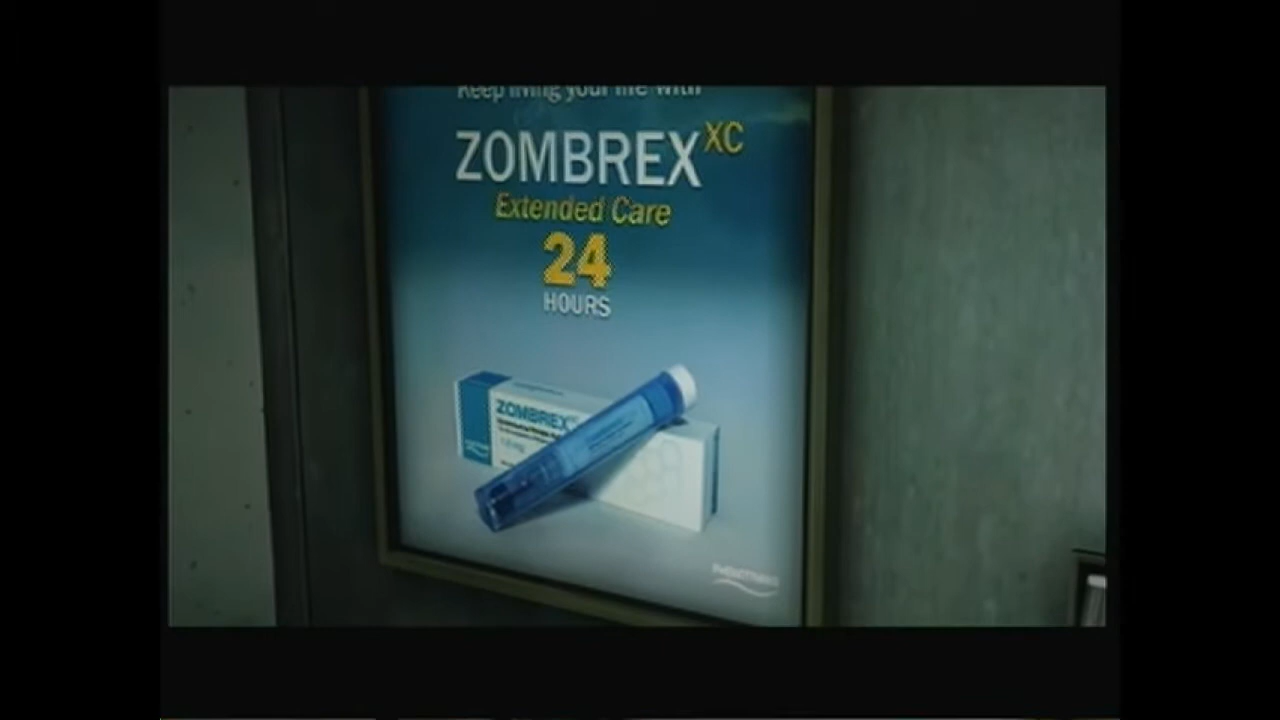 Keep living your life with
ZOMBREX XC
Extended Care
24
HOURS
ZOMBREX